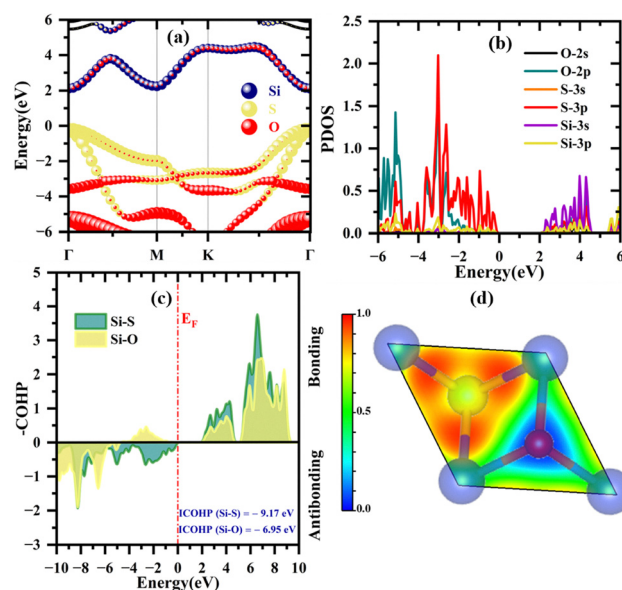 (a)
Energy(eV)
6
4
2
0
−2
−4
−6
Γ
M
K
Γ
Si
S
O
(b)
PDOS
2.5
2.0
1.5
1.0
0.5
0.0
−6 −4 −2 0 2 4 6
Energy(eV)
O-2s
O-2p
S-3s
S-3p
Si-3s
Si-3p
(c)
-COHP
5
4
3
2
1
0
−1
−2
−3
−10 −8 −6 −4 −2 0 2 4 6 8 10
Energy(eV)
Si-S
Si-O
E_F
Bonding
Antibonding
ICOHP (Si-S) = − 9.17 eV
ICOHP (Si-O) = − 6.95 eV
(d)
1.0
0.5
0.0